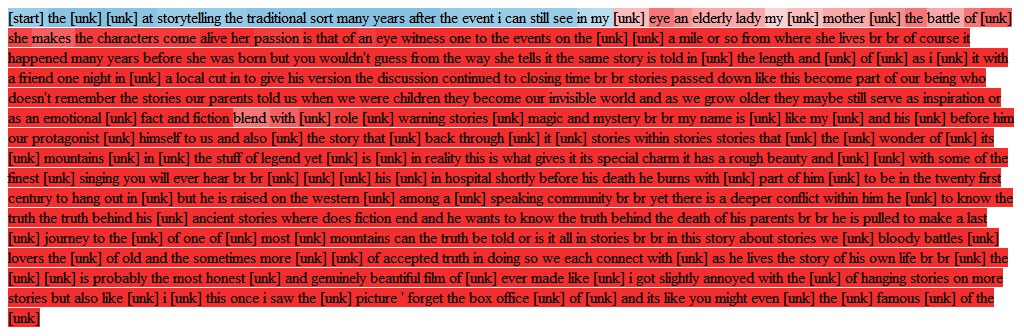 [start] the [unk] [unk] at storytelling the traditional sort many years after the event i can still see in my [unk] eye an elderly lady my [unk] mother [unk] the battle of [unk]
she makes the characters come alive her passion is that of an eye witness one to the events on the [unk] [unk] a mile or so from where she lives br br of course it
happened many years before she was born but you wouldn't guess from the way she tells it the same story is told in [unk] the length and [unk] of [unk] as i [unk] it with
a friend one night in [unk] a local cut in to give his version the discussion continued to closing time br br stories passed down like this become part of our being who
doesn't remember the stories our parents told us when we were children they become our invisible world and as we grow older they maybe still serve as inspiration or
as an emotional [unk] fact and fiction blend with [unk] role [unk] warning stories [unk] magic and mystery br br my name is [unk] like my [unk] and his [unk] before him
our protagonist [unk] himself to us and also [unk] the story that [unk] back through [unk] it [unk] stories within stories stories that [unk] the [unk] wonder of [unk] its
[unk] mountains [unk] in [unk] the stuff of legend yet [unk] is [unk] in reality this is what gives it its special charm it has a rough beauty and [unk] [unk] with some of the
finest [unk] singing you will ever hear br br [unk] [unk] [unk] his [unk] in hospital shortly before his death he burns with [unk] part of him [unk] to be in the twenty first
century to hang out in [unk] but he is raised on the western [unk] among a [unk] speaking community br br yet there is a deeper conflict within him he [unk] to know the
truth the truth behind his [unk] ancient stories where does fiction end and he wants to know the truth behind the death of his parents br br he is pulled to make a last
[unk] journey to the [unk] of one of [unk] most [unk] mountains can the truth be told or is it all in stories br br in this story about stories we [unk] bloody battles [unk]
lovers the [unk] of old and the sometimes more [unk] [unk] of accepted truth in doing so we each connect with [unk] as he lives the story of his own life br br [unk] the
[unk] [unk] is probably the most honest [unk] and genuinely beautiful film of [unk] ever made like [unk] i got slightly annoyed with the [unk] of hanging stories on more
stories but also like [unk] i [unk] this once i saw the [unk] picture ' forget the box office [unk] of [unk] and its like you might even [unk] the [unk] famous [unk] of the
[unk]